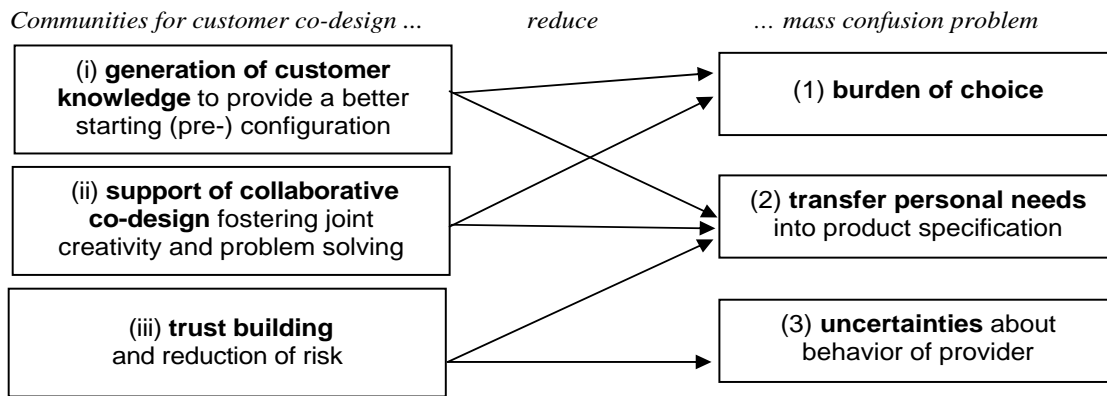 Communities for customer co-design ... reduce ... mass confusion problem
(i) generation of customer
knowledge to provide a better
starting (pre-) configuration
(1) burden of choice
(ii) support of collaborative
co-design fostering joint
creativity and problem solving
(2) transfer personal needs
into product specification
(iii) trust building
and reduction of risk
(3) uncertainties about
behavior of provider